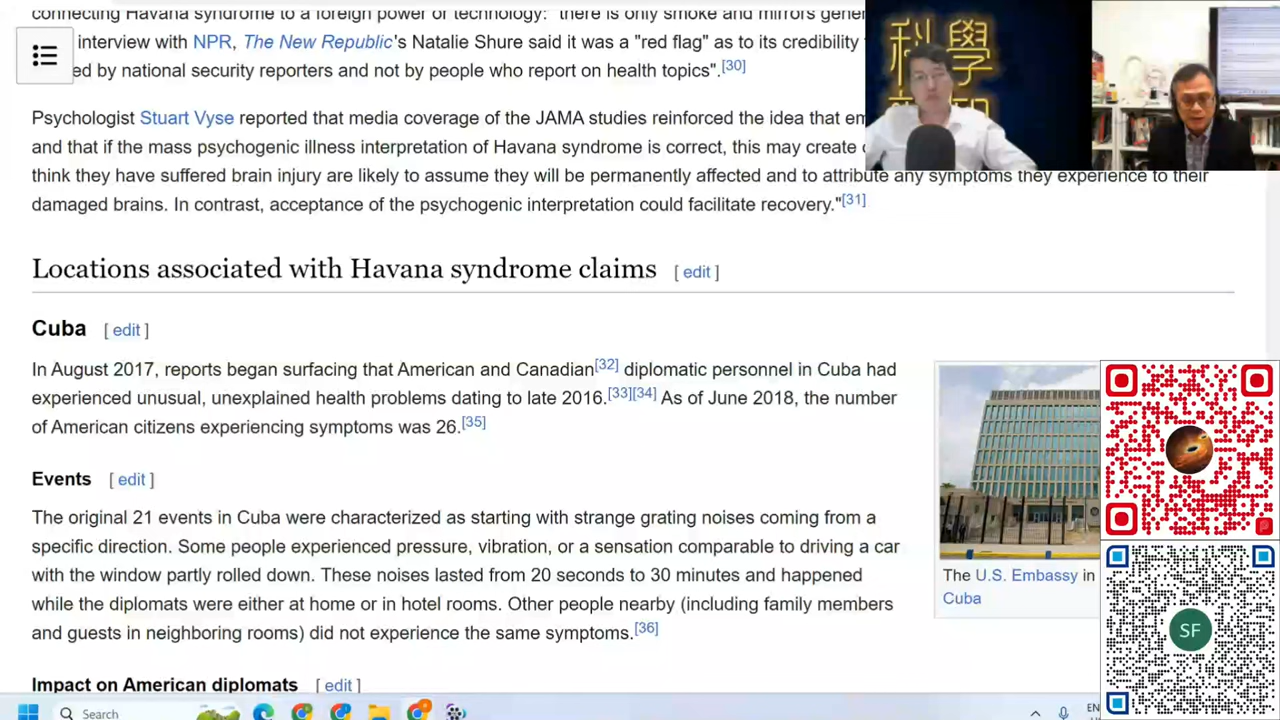 connecting Havana syndrome to a foreign power or technology: "there is only smoke and mirrors
interview with NPR, The New Republic's Natalie Shure said it was a "red flag" as to its credibility
by national security reporters and not by people who report on health topics".[30]
Psychologist Stuart Vyse reported that media coverage of the JAMA studies reinforced the idea that
and that if the mass psychogenic illness interpretation of Havana syndrome is correct, this may create
think they have suffered brain injury are likely to assume they will be permanently affected and to attribute any symptoms they experience to their
damaged brains. In contrast, acceptance of the psychogenic interpretation could facilitate recovery."[31]
Locations associated with Havana syndrome claims [ edit ]
Cuba [ edit ]
In August 2017, reports began surfacing that American and Canadian[32] diplomatic personnel in Cuba had
experienced unusual, unexplained health problems dating to late 2016.[33][34] As of June 2018, the number
of American citizens experiencing symptoms was 26.[35]
Events [ edit ]
The original 21 events in Cuba were characterized as starting with strange grating noises coming from a
specific direction. Some people experienced pressure, vibration, or a sensation comparable to driving a car
with the window partly rolled down. These noises lasted from 20 seconds to 30 minutes and happened
while the diplomats were either at home or in hotel rooms. Other people nearby (including family members
and guests in neighboring rooms) did not experience the same symptoms.[36]
Impact on American diplomats [ edit ]
The U.S. Embassy in
Cuba
科學
SF
Search